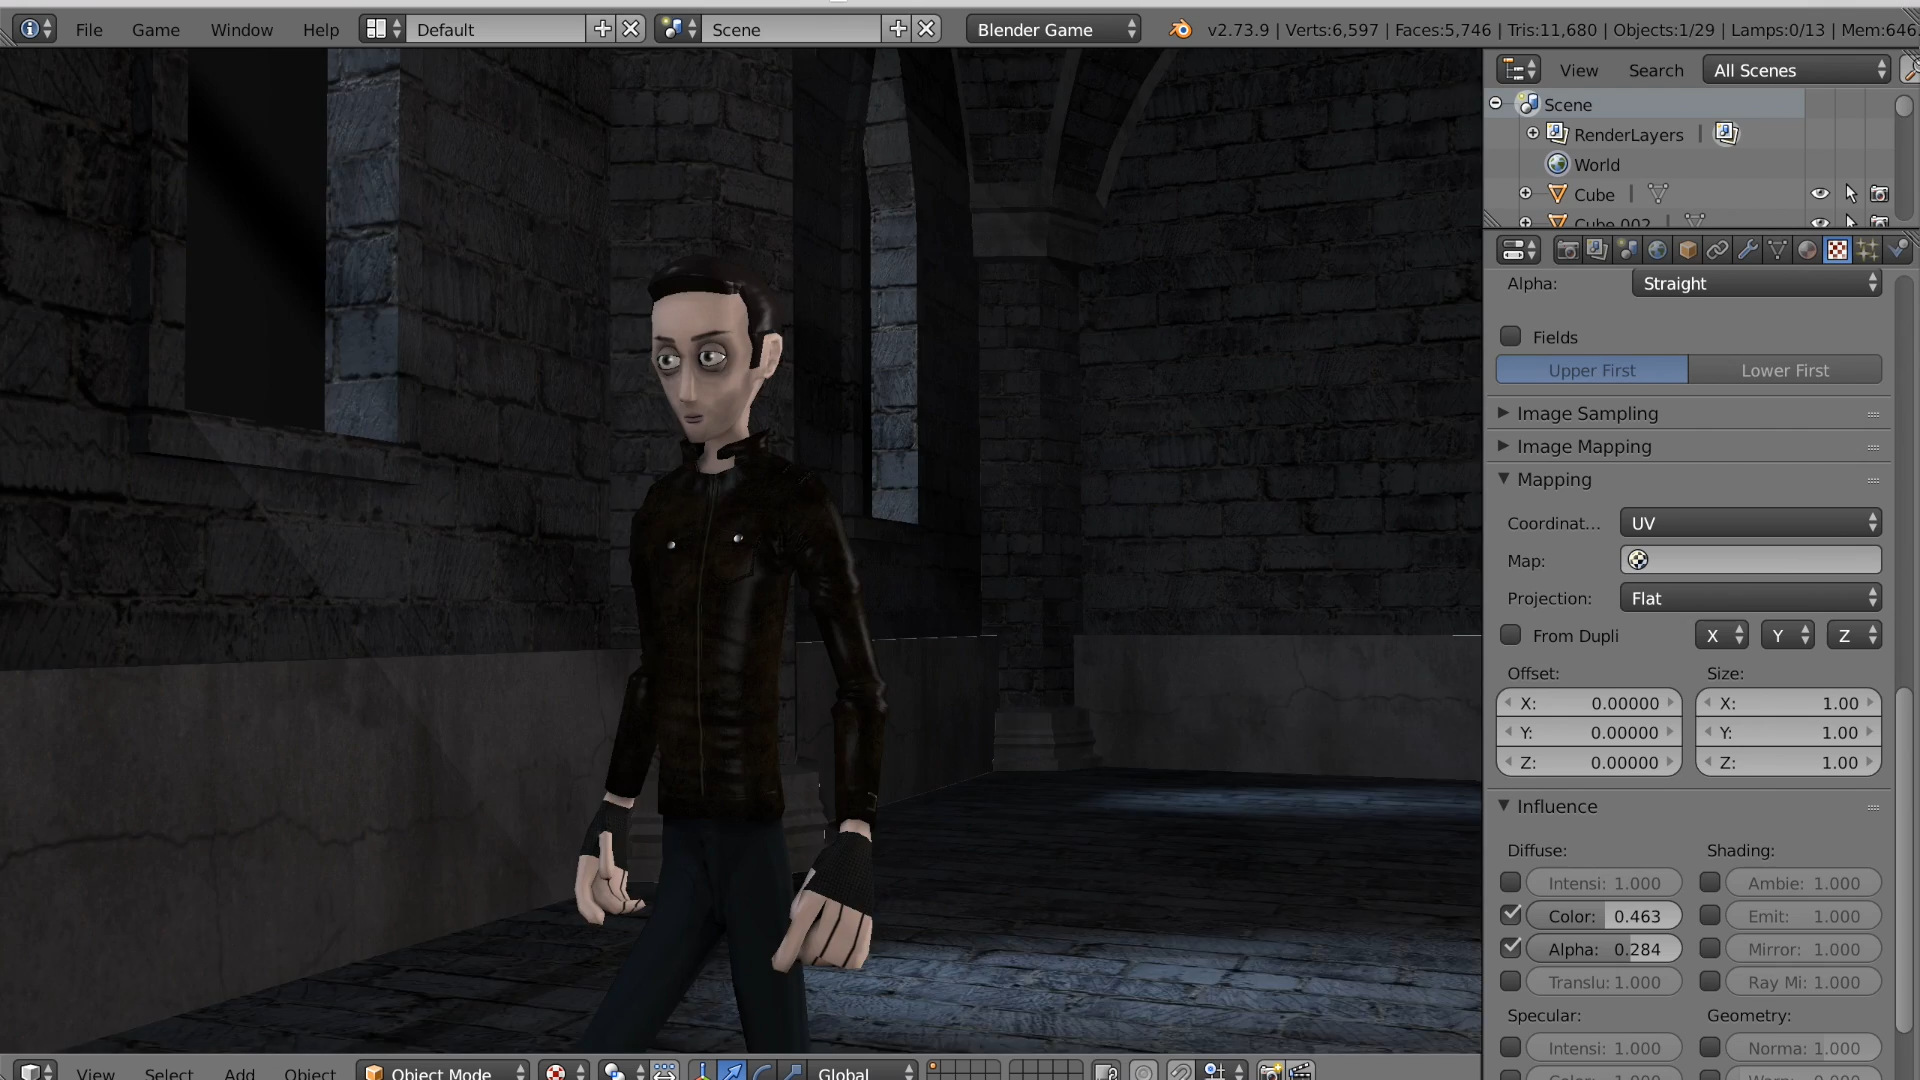 File Game Window Help Default Scene Blender Game v2.73.9 | Verts:6,597 | Faces:5,746 | Tris:11,680 | Objects:1/29 | Lamps:0/13 | Mem:646.
View Search All Scenes
Scene
RenderLayers
World
Cube
Cube.002
Alpha: Straight
Fields
Upper First Lower First
Image Sampling
Image Mapping
Mapping
Coordinat... UV
Map:
Projection: Flat
From Dupli X Y Z
Offset: Size:
X: 0.00000 X: 1.00
Y: 0.00000 Y: 1.00
Z: 0.00000 Z: 1.00
Influence
Diffuse: Shading:
Intensi: 1.000 Ambie: 1.000
Color: 0.463 Emit: 1.000
Alpha: 0.284 Mirror: 1.000
Translu: 1.000 Ray Mi: 1.000
Specular: Geometry:
Intensi: 1.000 Norma: 1.000
View Select Add Object Object Mode Global